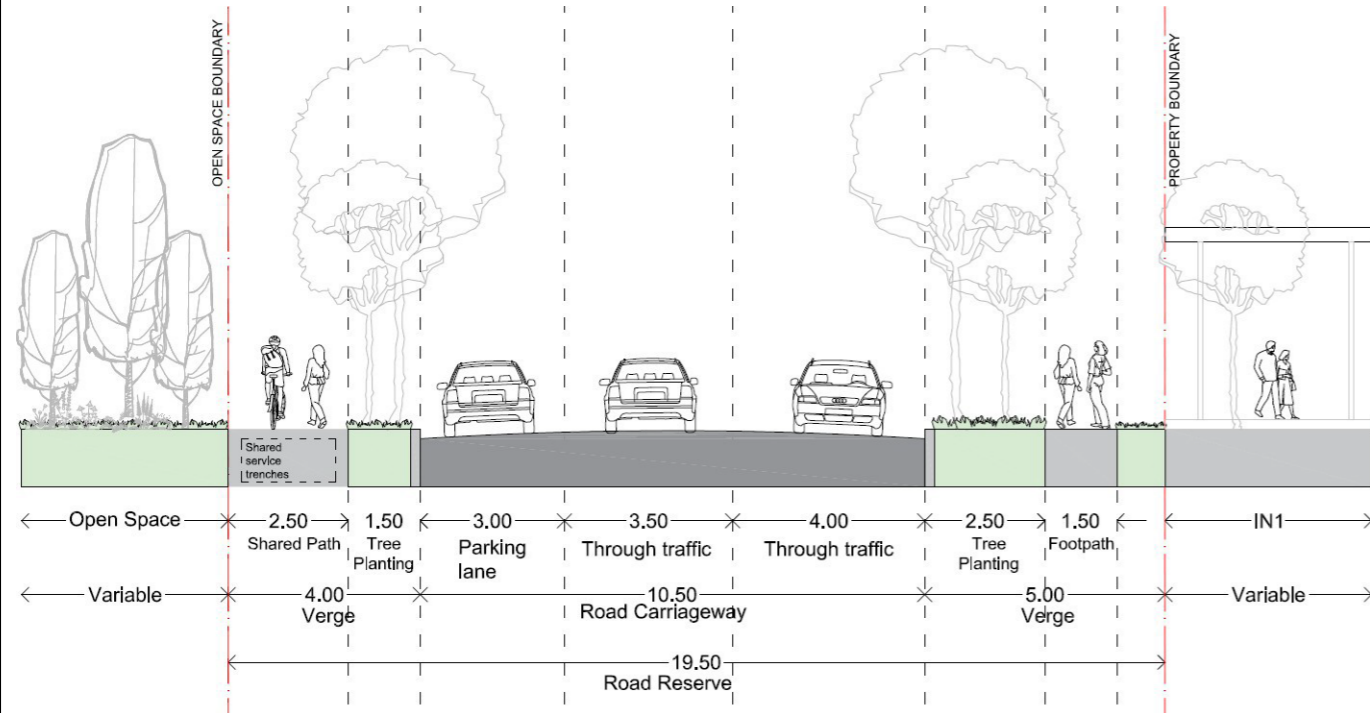 OPEN SPACE BOUNDARY
PROPERTY BOUNDARY
Shared
service
trenches
Open Space
2.50
Shared Path
1.50
Tree
Planting
3.00
Parking
lane
3.50
Through traffic
4.00
Through traffic
2.50
Tree
Planting
1.50
Footpath
IN1
Variable
4.00
Verge
10.50
Road Carriageway
5.00
Verge
Variable
19.50
Road Reserve